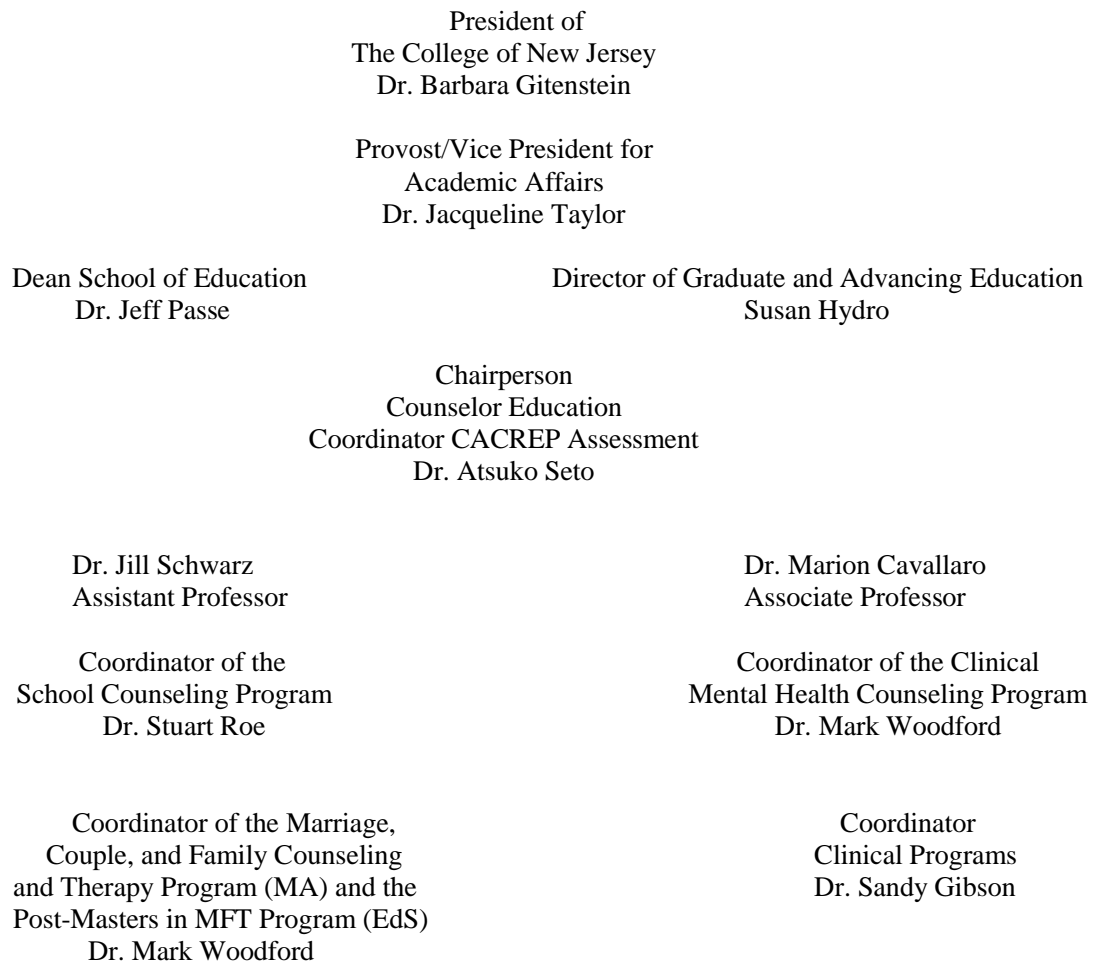 President of
The College of New Jersey
Dr. Barbara Gitenstein
Provost/Vice President for
Academic Affairs
Dr. Jacqueline Taylor
Dean School of Education
Dr. Jeff Passe
Director of Graduate and Advancing Education
Susan Hydro
Chairperson
Counselor Education
Coordinator CACREP Assessment
Dr. Atsuko Seto
Dr. Jill Schwarz
Assistant Professor
Dr. Marion Cavallaro
Associate Professor
Coordinator of the
School Counseling Program
Dr. Stuart Roe
Coordinator of the Clinical
Mental Health Counseling Program
Dr. Mark Woodford
Coordinator of the Marriage,
Couple, and Family Counseling
and Therapy Program (MA) and the
Post-Masters in MFT Program (EdS)
Dr. Mark Woodford
Coordinator
Clinical Programs
Dr. Sandy Gibson